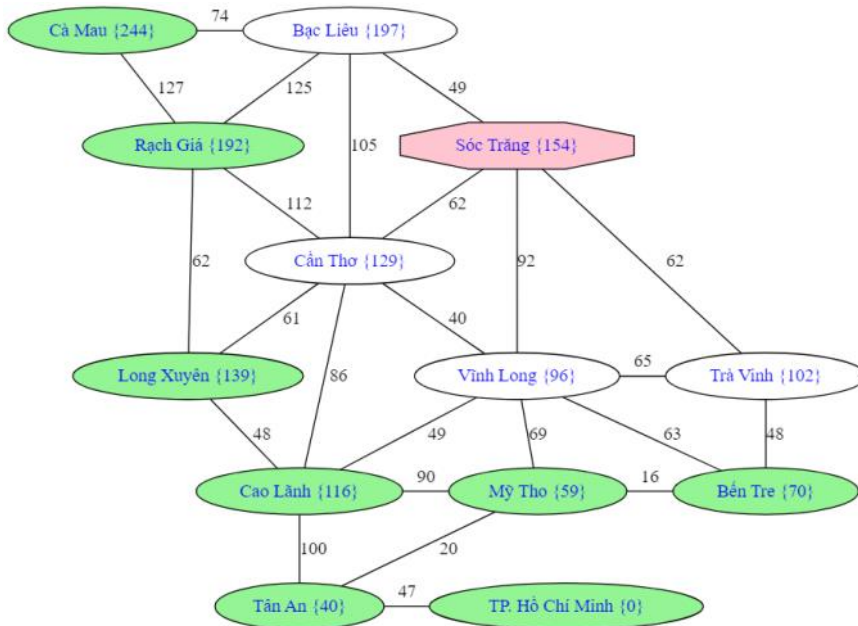 74
Cà Mau {244}
Bạc Liêu {197}
127
125
49
Rạch Giá {192}
105
Sóc Trăng {154}
112
62
Cần Thơ {129}
62
92
62
61
40
Long Xuyên {139}
86
Vĩnh Long {96}
65
Trà Vinh {102}
48
49
69
63
48
Cao Lãnh {116}
90
Mỹ Tho {59}
16
Bến Tre {70}
100
20
Tân An {40}
47
TP. Hồ Chí Minh {0}